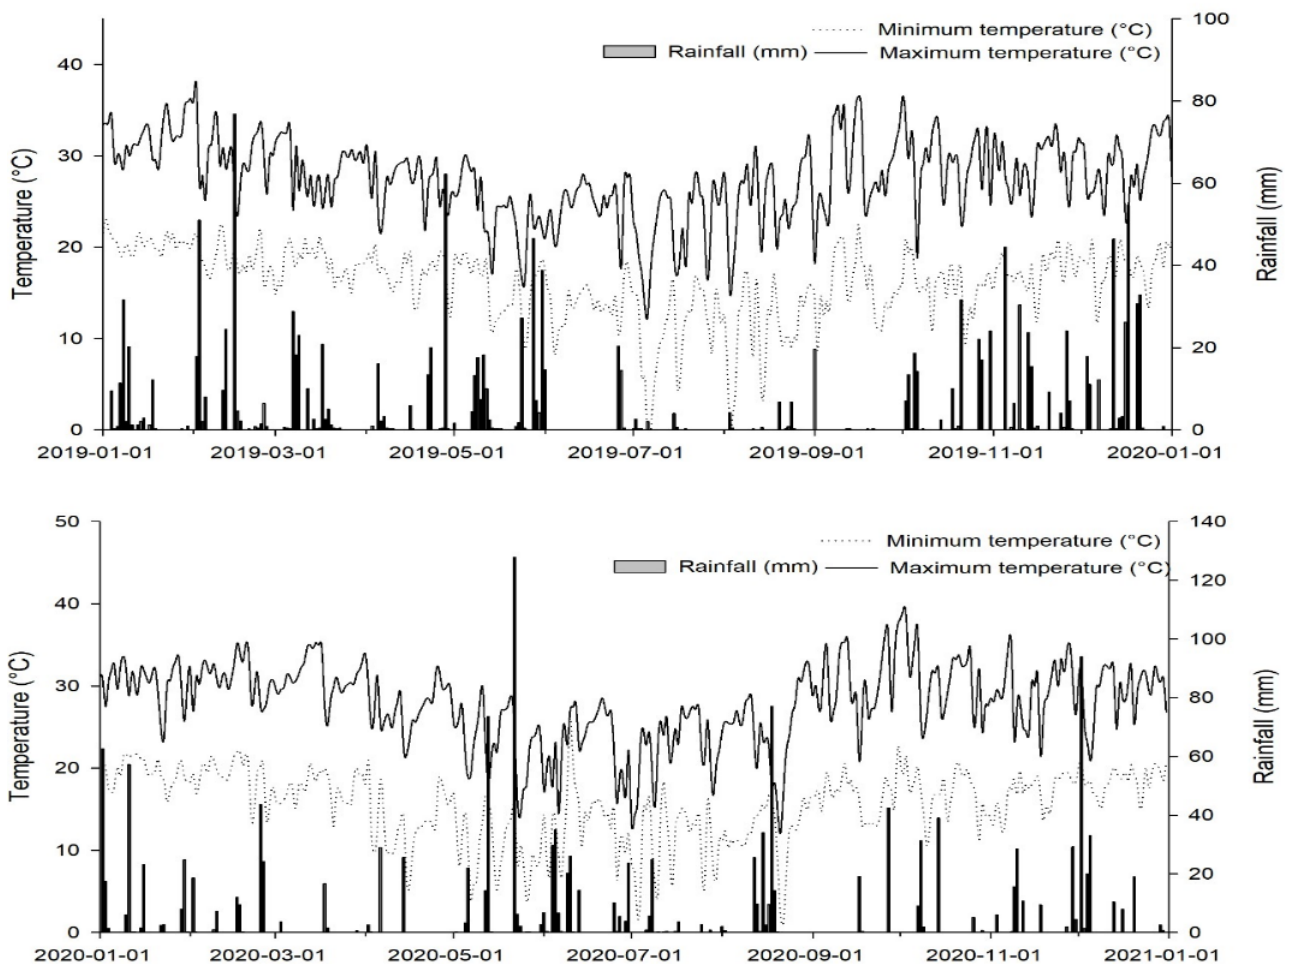 100
Minimum temperature (°C)
Rainfall (mm) Maximum temperature (°C)
40 80
30 60
20 40
10 20
0 0
Temperature (°C)
Rainfall (mm)
2019-01-01 2019-03-01 2019-05-01 2019-07-01 2019-09-01 2019-11-01 2020-01-01
50 140
Minimum temperature (°C)
Rainfall (mm) Maximum temperature (°C)
120
40
100
30 80
60
20
40
10
20
0 0
Temperature (°C)
Rainfall (mm)
2020-01-01 2020-03-01 2020-05-01 2020-07-01 2020-09-01 2020-11-01 2021-01-01